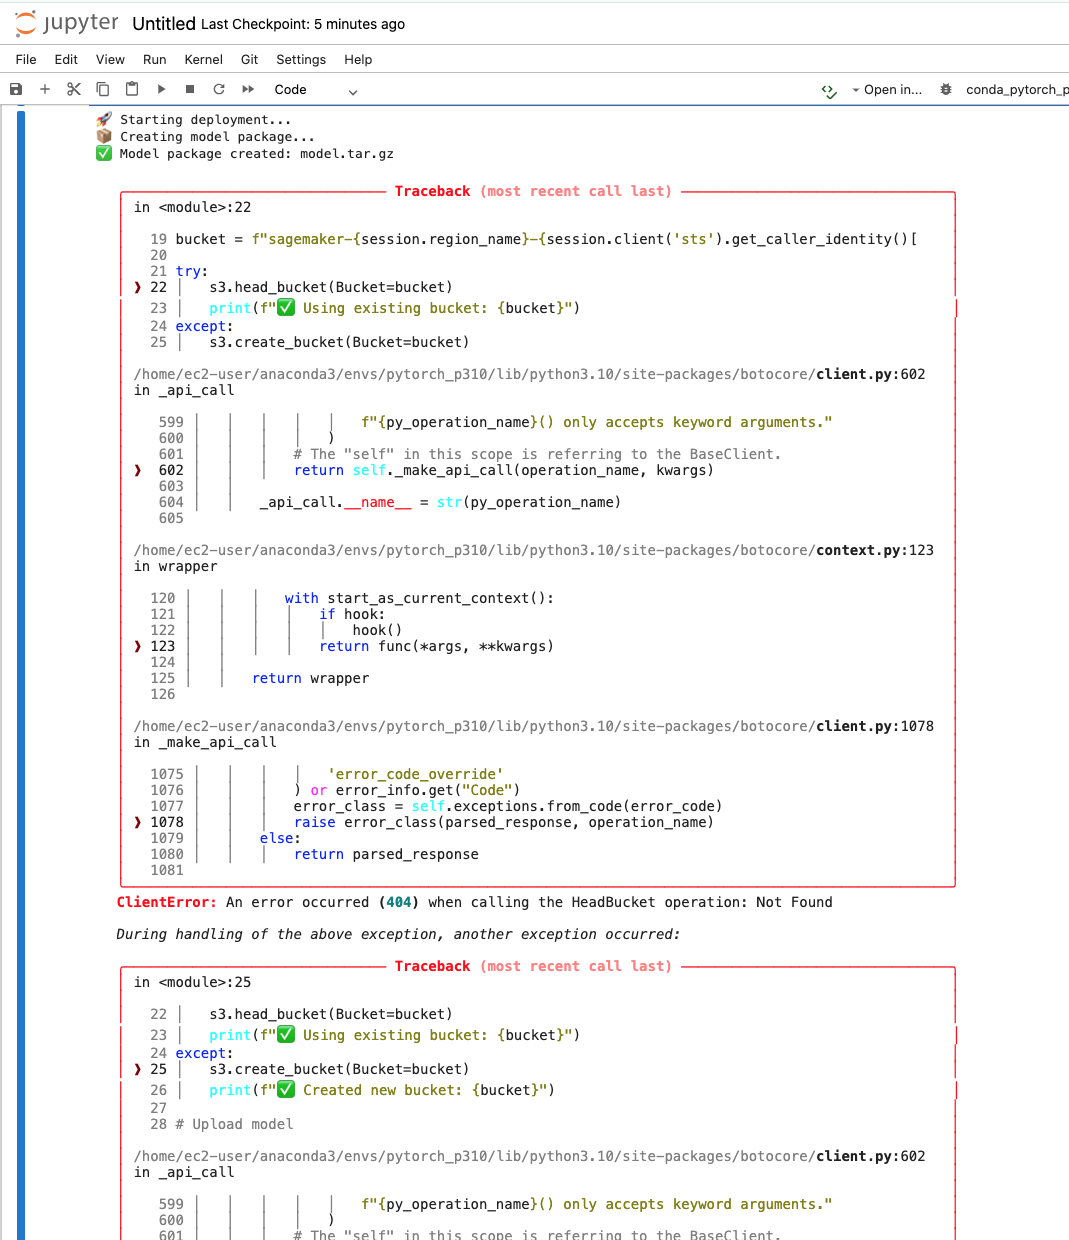 jupyter Untitled Last Checkpoint: 5 minutes ago
File Edit View Run Kernel Git Settings Help
Code Open in... conda_pytorch_p
🚀 Starting deployment...
📦 Creating model package...
✅ Model package created: model.tar.gz
Traceback (most recent call last)
in <module>:22
19 bucket = f"sagemaker-{session.region_name}-{session.client('sts').get_caller_identity()[
20
21 try:
❱ 22 │   s3.head_bucket(Bucket=bucket)
23 │   print(f"✅ Using existing bucket: {bucket}")
24 except:
25 │   s3.create_bucket(Bucket=bucket)
/home/ec2-user/anaconda3/envs/pytorch_p310/lib/python3.10/site-packages/botocore/client.py:602
in _api_call
599 │   │   │   │   │   f"{py_operation_name}() only accepts keyword arguments."
600 │   │   │   │   )
601 │   │   │   # The "self" in this scope is referring to the BaseClient.
❱ 602 │   │   │   return self._make_api_call(operation_name, kwargs)
603 │   │
604 │   │   _api_call.__name__ = str(py_operation_name)
605
/home/ec2-user/anaconda3/envs/pytorch_p310/lib/python3.10/site-packages/botocore/context.py:123
in wrapper
120 │   │   │   with start_as_current_context():
121 │   │   │   │   if hook:
122 │   │   │   │   │   hook()
❱ 123 │   │   │   │   return func(*args, **kwargs)
124 │   │
125 │   │   return wrapper
126
/home/ec2-user/anaconda3/envs/pytorch_p310/lib/python3.10/site-packages/botocore/client.py:1078
in _make_api_call
1075 │   │   │   │   'error_code_override'
1076 │   │   │   ) or error_info.get("Code")
1077 │   │   │   error_class = self.exceptions.from_code(error_code)
❱ 1078 │   │   │   raise error_class(parsed_response, operation_name)
1079 │   │   else:
1080 │   │   │   return parsed_response
1081
ClientError: An error occurred (404) when calling the HeadBucket operation: Not Found
During handling of the above exception, another exception occurred:
Traceback (most recent call last)
in <module>:25
22 │   s3.head_bucket(Bucket=bucket)
23 │   print(f"✅ Using existing bucket: {bucket}")
24 except:
❱ 25 │   s3.create_bucket(Bucket=bucket)
26 │   print(f"✅ Created new bucket: {bucket}")
27
28 # Upload model
/home/ec2-user/anaconda3/envs/pytorch_p310/lib/python3.10/site-packages/botocore/client.py:602
in _api_call
599 │   │   │   │   │   f"{py_operation_name}() only accepts keyword arguments."
600 │   │   │   │   )
601 │   │   │   # The "self" in this scope is referring to the BaseClient.